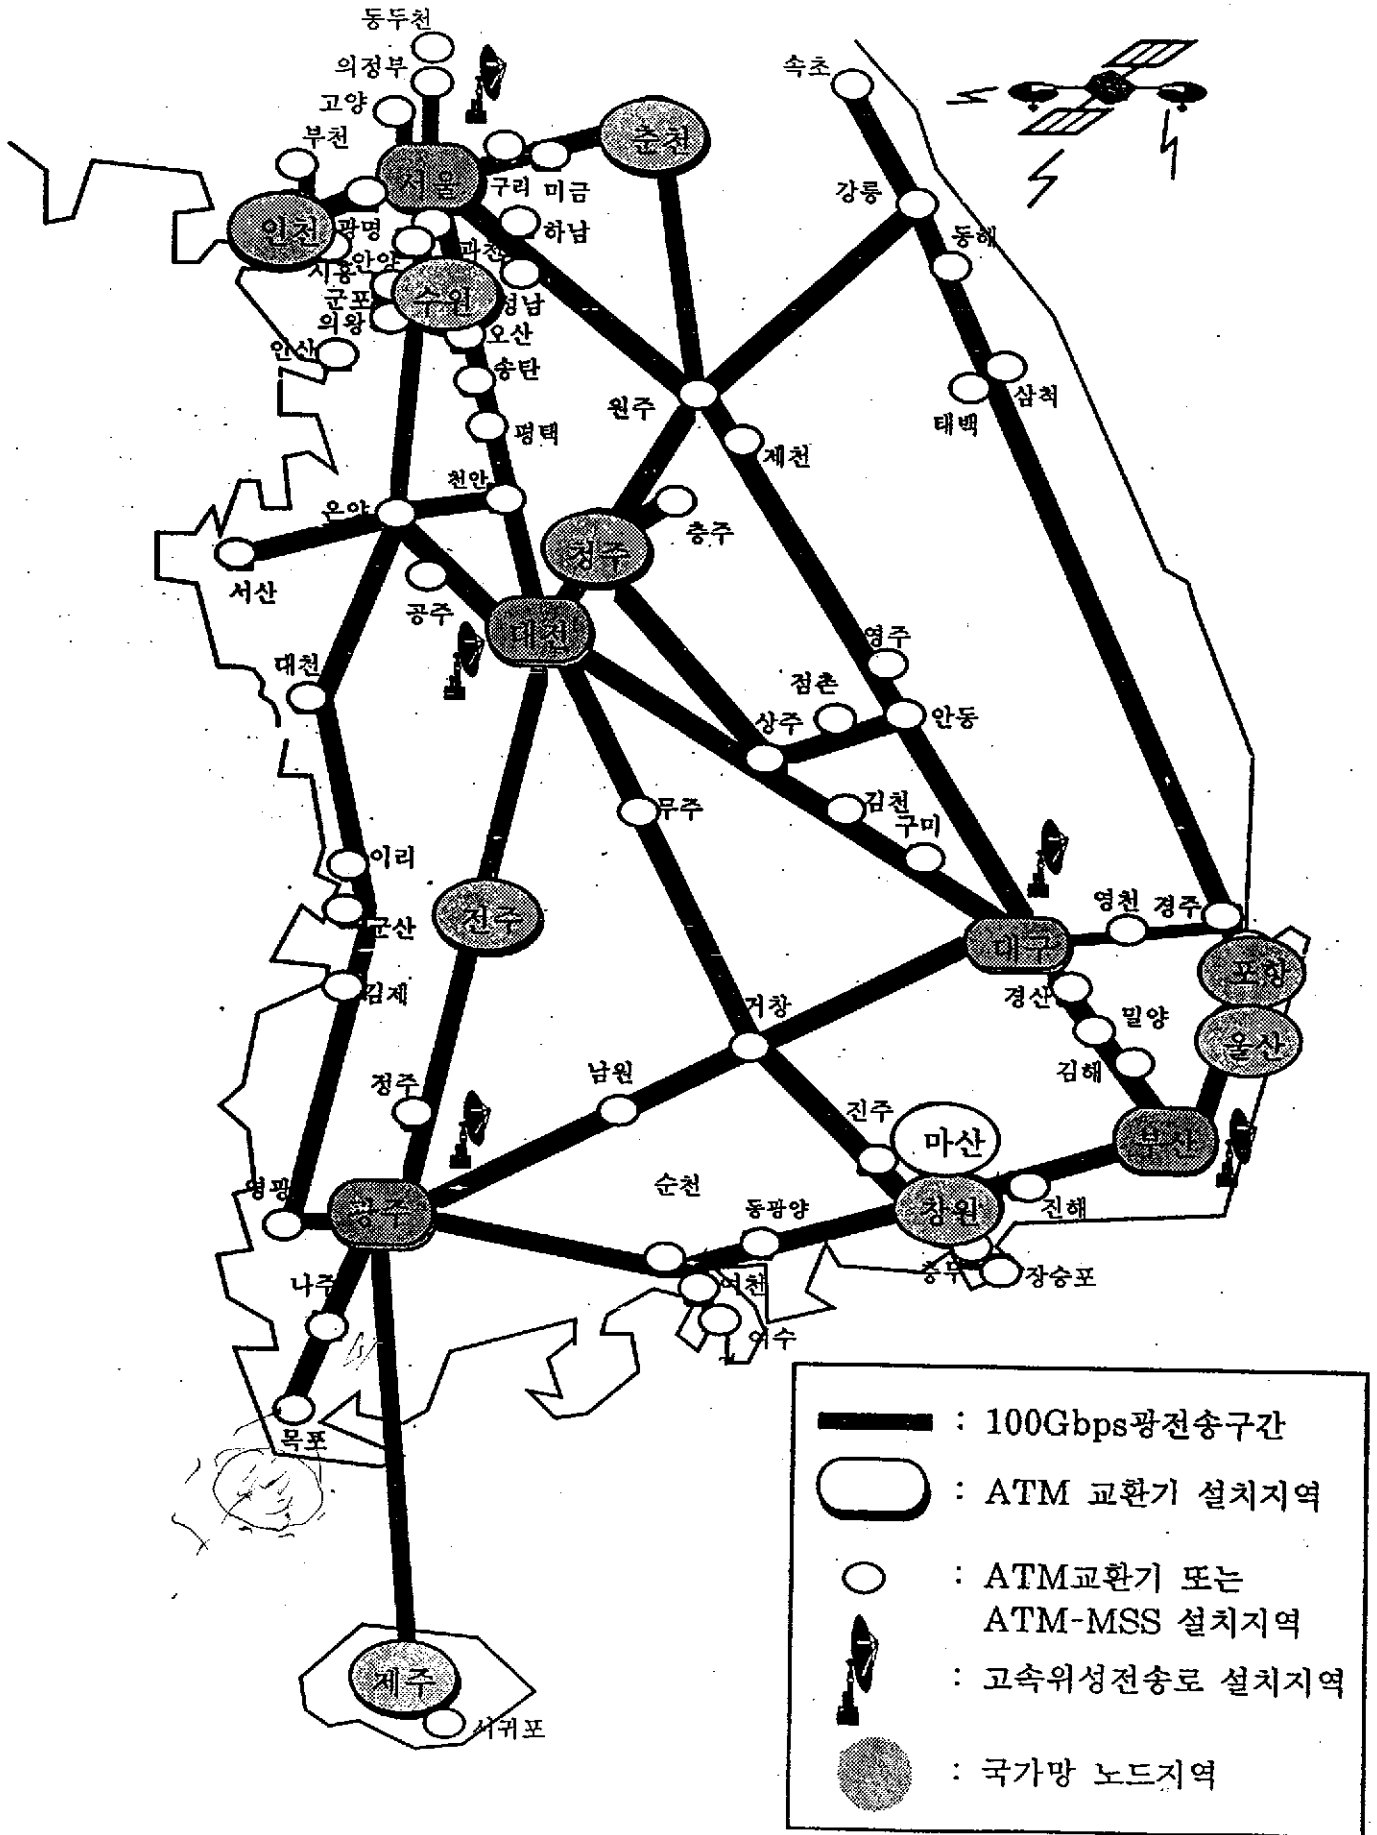 동두천
의정부
고양
부천
서울
인천
광명
구리
미금
춘천
속초
강릉
동해
하남
과천
안양
시흥
군포
의왕
수원
성남
안산
오산
송탄
평택
원주
제천
삼척
태백
천안
온양
서산
공주
청주
충주
대전
대천
영주
점촌
상주
안동
무주
김천
구미
이리
군산
김제
전주
대구
영천
경주
포항
울산
경산
밀양
김해
거창
남원
정주
진주
마산
부산
창원
진해
영광
광주
순천
동광양
충무
장승포
여천
여수
나주
목포
제주
서귀포
: 100Gbps광전송구간
: ATM 교환기 설치지역
: ATM교환기 또는
ATM-MSS 설치지역
: 고속위성전송로 설치지역
: 국가망 노드지역